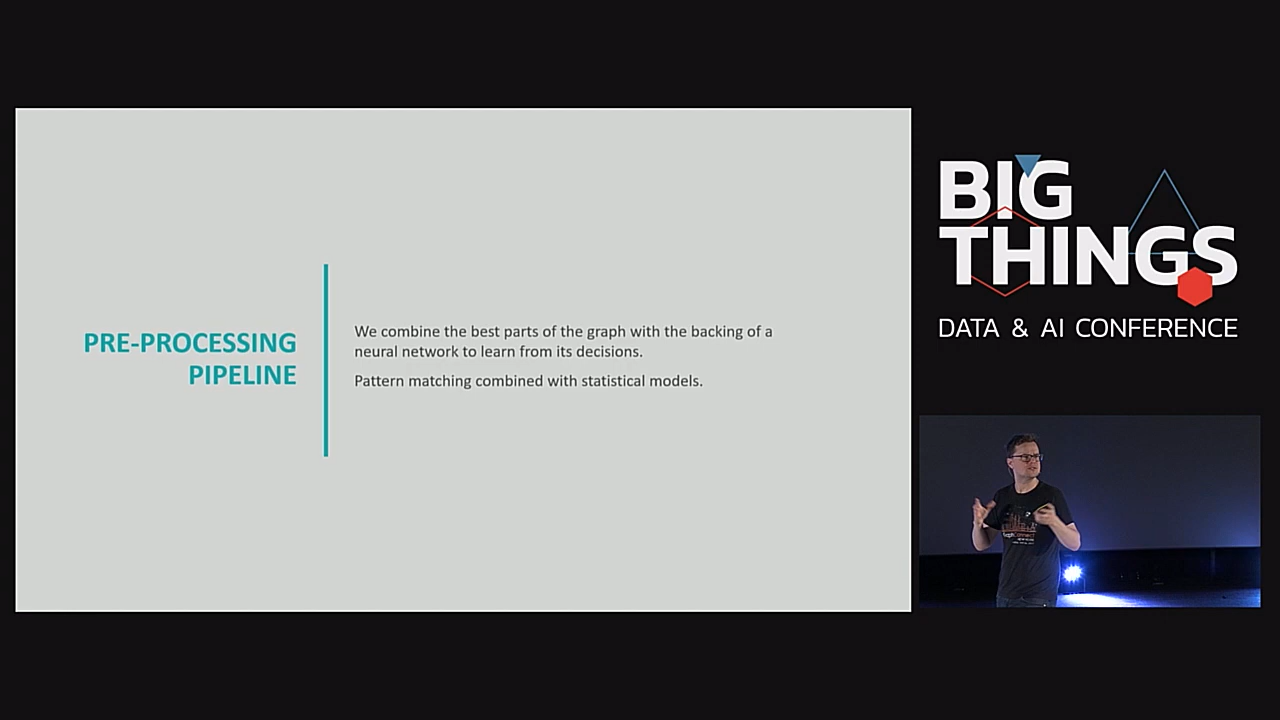 PRE-PROCESSING
PIPELINE
We combine the best parts of the graph with the backing of a
neural network to learn from its decisions.
Pattern matching combined with statistical models.
BIG
THINGS
DATA & AI CONFERENCE